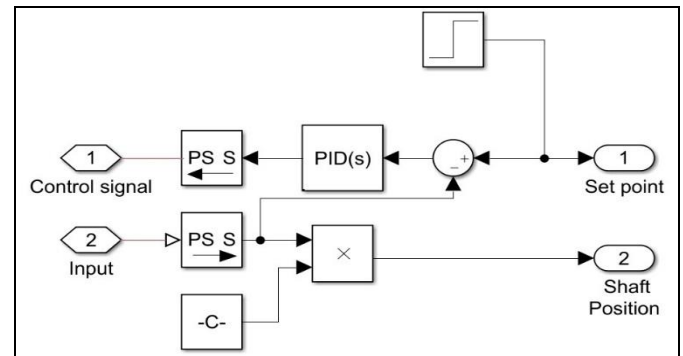 1
PS S
PID(s)
- +
1
Control signal
Set point
2
PS S
×
2
Input
Shaft
Position
-C-